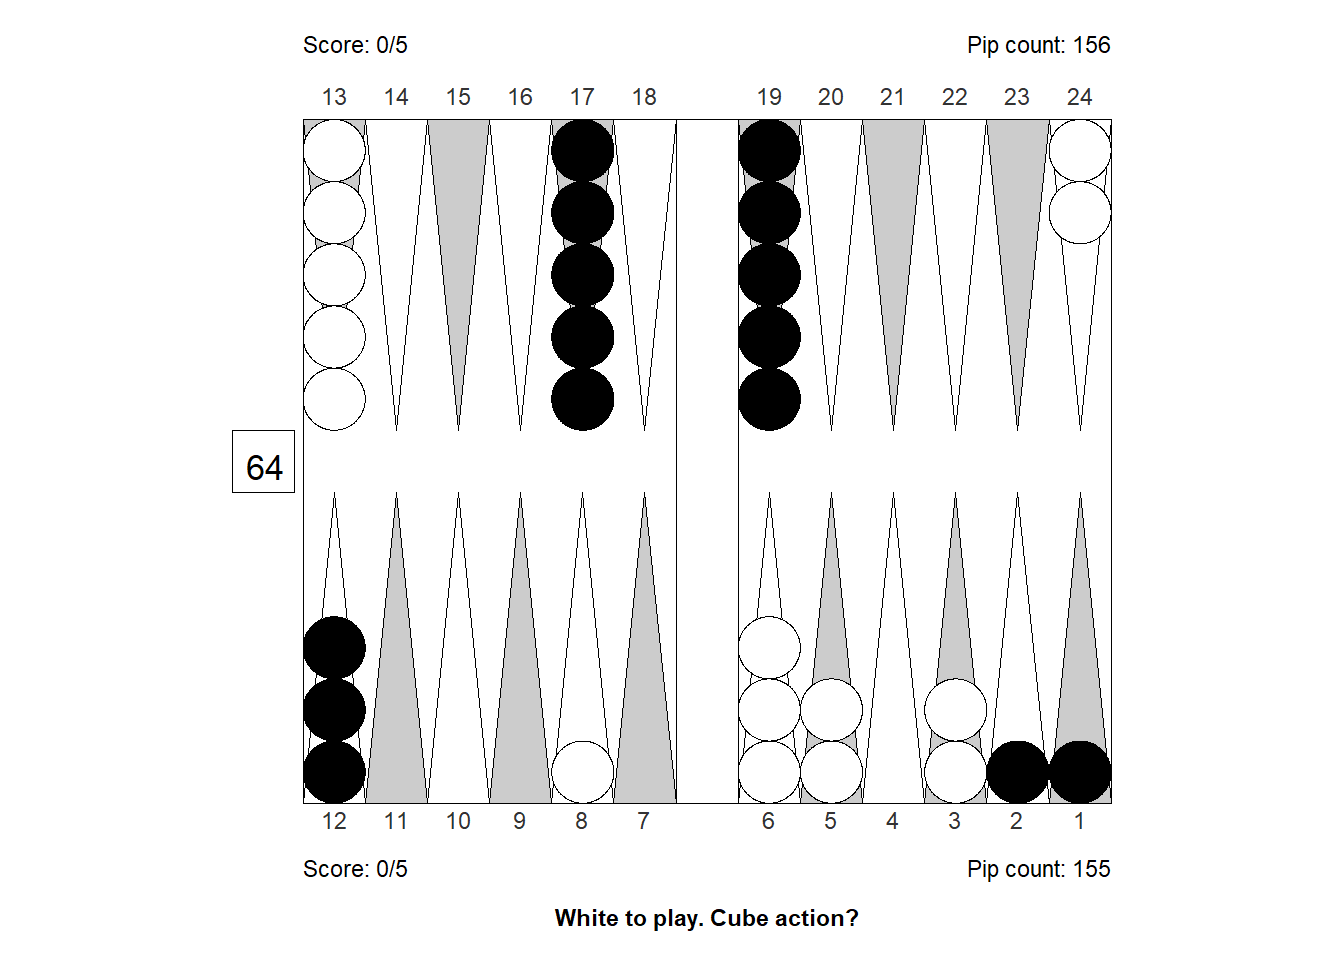 Score: 0/5 Pip count: 156
13 14 15 16 17 18 19 20 21 22 23 24
64
12 11 10 9 8 7 6 5 4 3 2 1
Score: 0/5 Pip count: 155
White to play. Cube action?